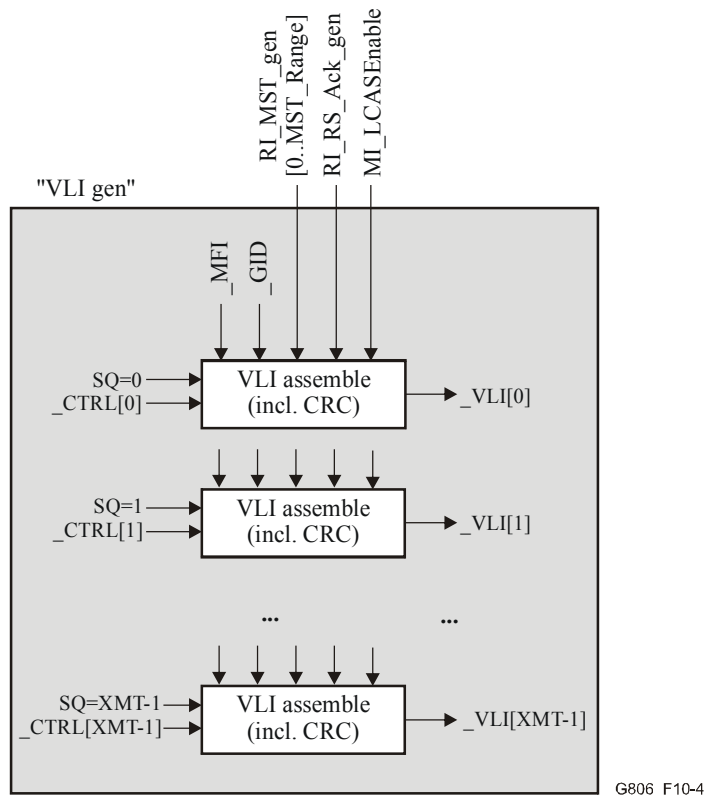 RI_MST_gen
[0..MST_Range]
RI_RS_Ack_gen
MI_LCASEnable
"VLI gen"
_MFI
_GID
SQ=0
_CTRL[0]
VLI assemble
(incl. CRC)
_VLI[0]
SQ=1
_CTRL[1]
VLI assemble
(incl. CRC)
_VLI[1]
...
...
SQ=XMT-1
_CTRL[XMT-1]
VLI assemble
(incl. CRC)
_VLI[XMT-1]
G806_F10-4